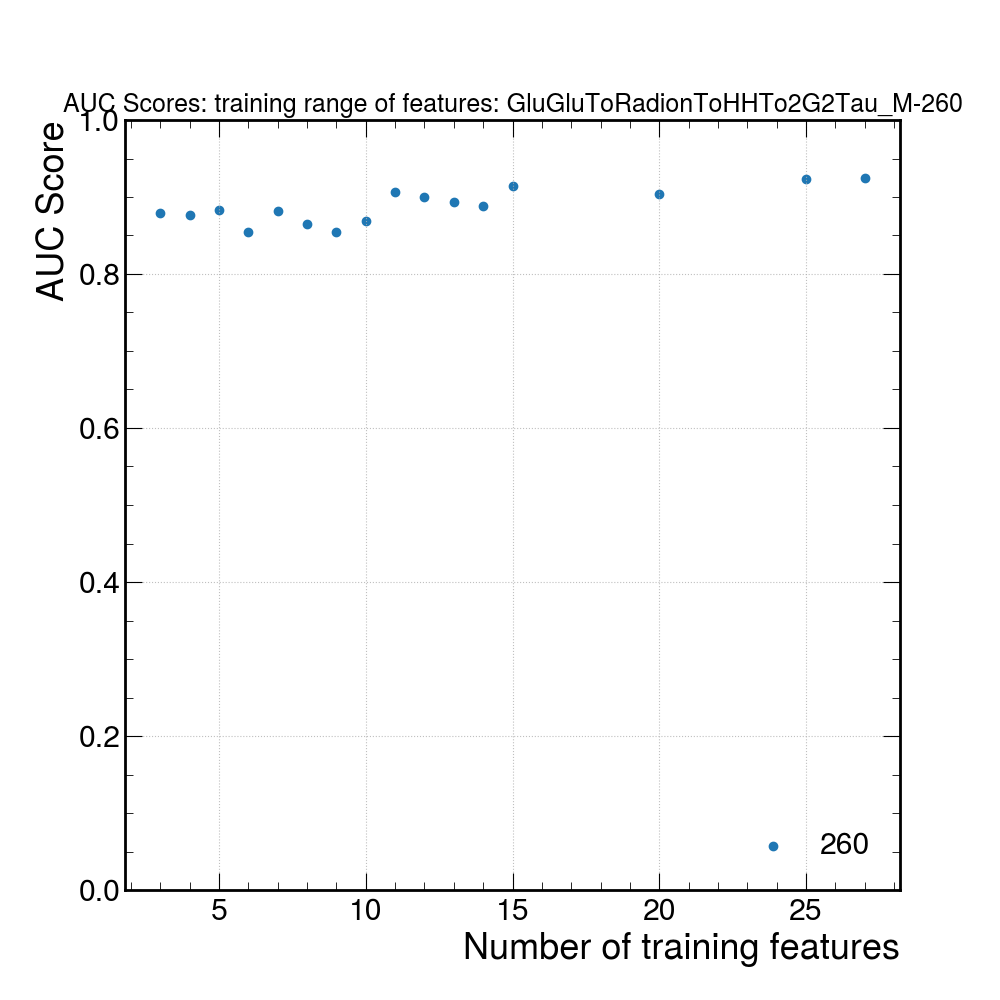 AUC Scores: training range of features: GluGluToRadionToHHTo2G2Tau_M-260
AUC Score
1.0
0.8
0.6
0.4
0.2
0.0
260
5 10 15 20 25
Number of training features